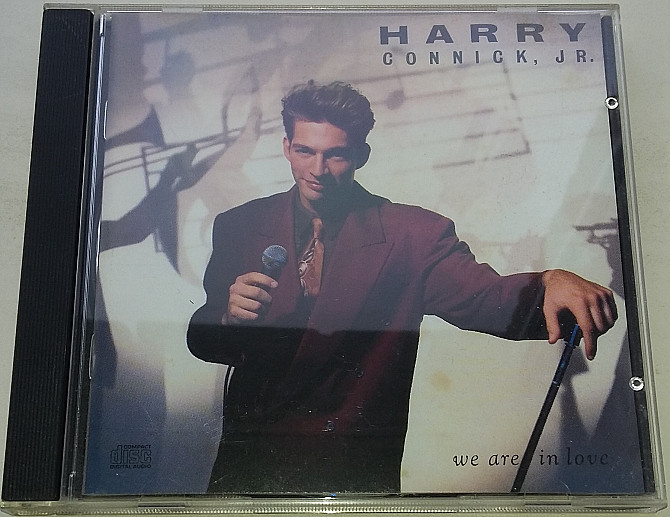 HARRY
CONNICK, JR.
we are in love
COMPACT
disc
DIGITAL AUDIO